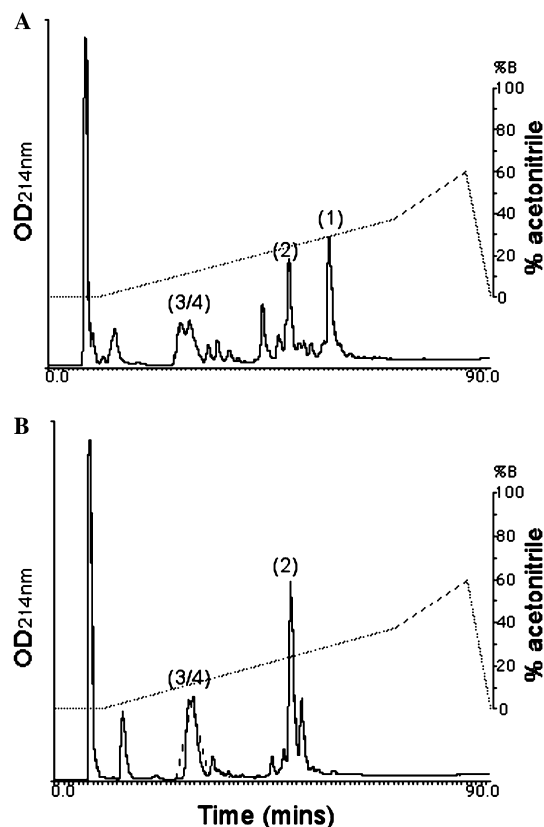 A
%B
100
80
60
40
20
0
% acetonitrile
OD214nm
(1)
(2)
(3/4)
0.0
90.0
B
%B
100
80
60
40
20
0
% acetonitrile
OD214nm
(2)
(3/4)
0.0
90.0
Time (mins)